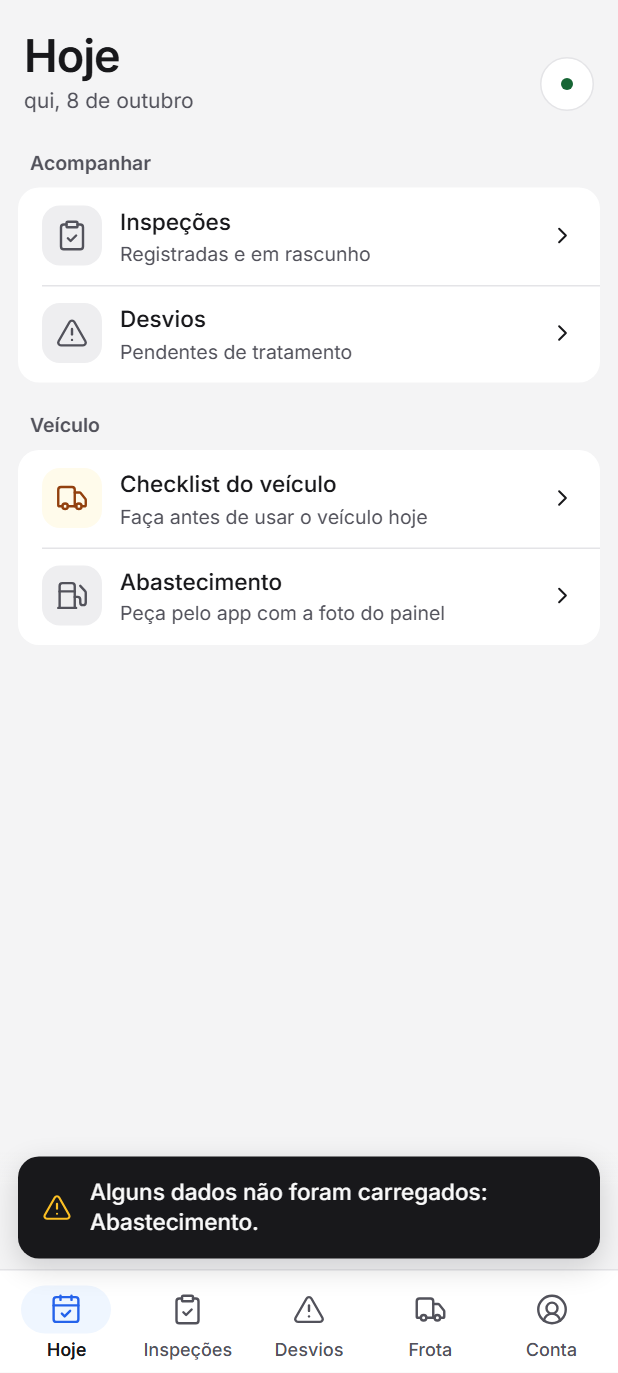 Hoje
qui, 8 de outubro
Acompanhar
Inspeções
Registradas e em rascunho
Desvios
Pendentes de tratamento
Veículo
Checklist do veículo
Faça antes de usar o veículo hoje
Abastecimento
Peça pelo app com a foto do painel
Alguns dados não foram carregados:
Abastecimento.
Hoje
Inspeções
Desvios
Frota
Conta